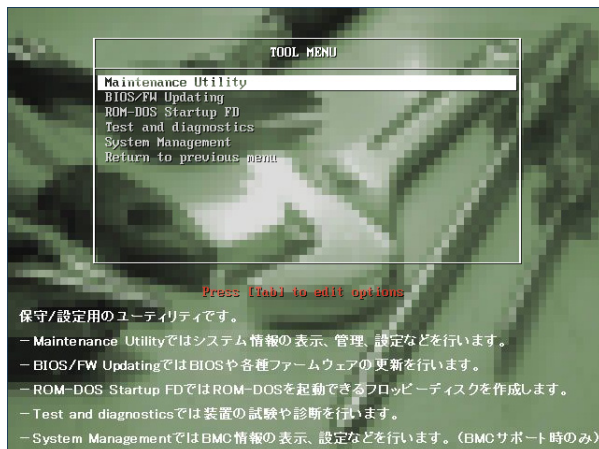 TOOL MENU
Maintenance Utility
BIOS/FW Updating
ROM-DOS Startup FD
Test and diagnostics
System Management
Return to previous menu
Press [Tab] to edit options
保守/設定用のユーティリティです。
－Maintenance Utilityではシステム情報の表示、管理、設定などを行います。
－BIOS/FW UpdatingではBIOSや各種ファームウェアの更新を行います。
－ROM-DOS Startup FDではROM-DOSを起動できるフロッピーディスクを作成します。
－Test and diagnosticsでは装置の試験や診断を行います。
－System ManagementではBMC情報の表示、設定などを行います。(BMCサポート時のみ)